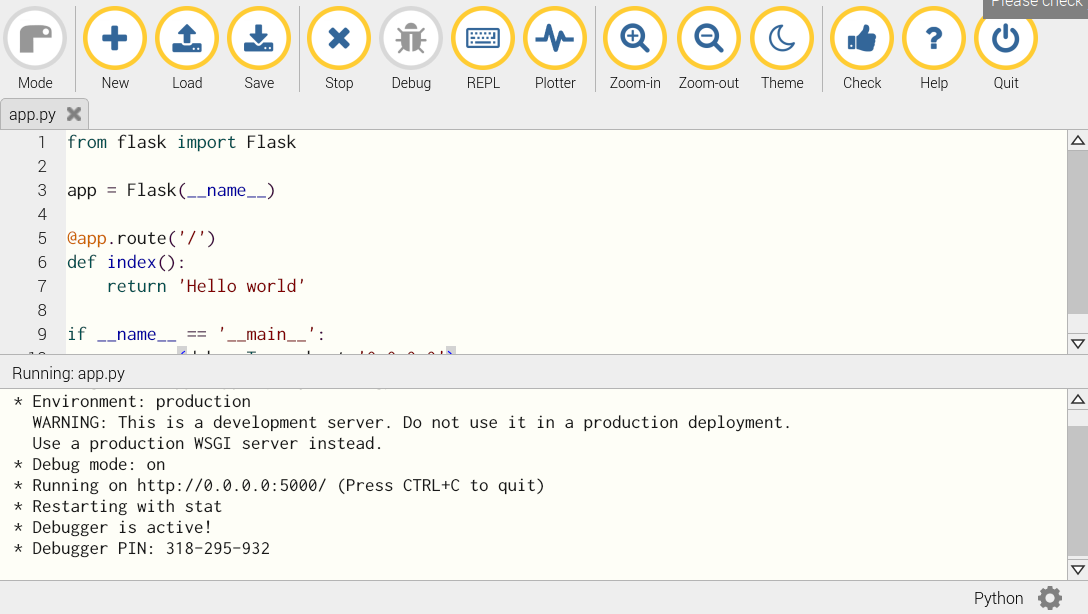 Please check
Mode New Load Save Stop Debug REPL Plotter Zoom-in Zoom-out Theme Check Help Quit
app.py
1 from flask import Flask
2
3 app = Flask(__name__)
4
5 @app.route('/')
6 def index():
7     return 'Hello world'
8
9 if __name__ == '__main__':
Running: app.py
* Environment: production
  WARNING: This is a development server. Do not use it in a production deployment.
  Use a production WSGI server instead.
* Debug mode: on
* Running on http://0.0.0.0:5000/ (Press CTRL+C to quit)
* Restarting with stat
* Debugger is active!
* Debugger PIN: 318-295-932
Python